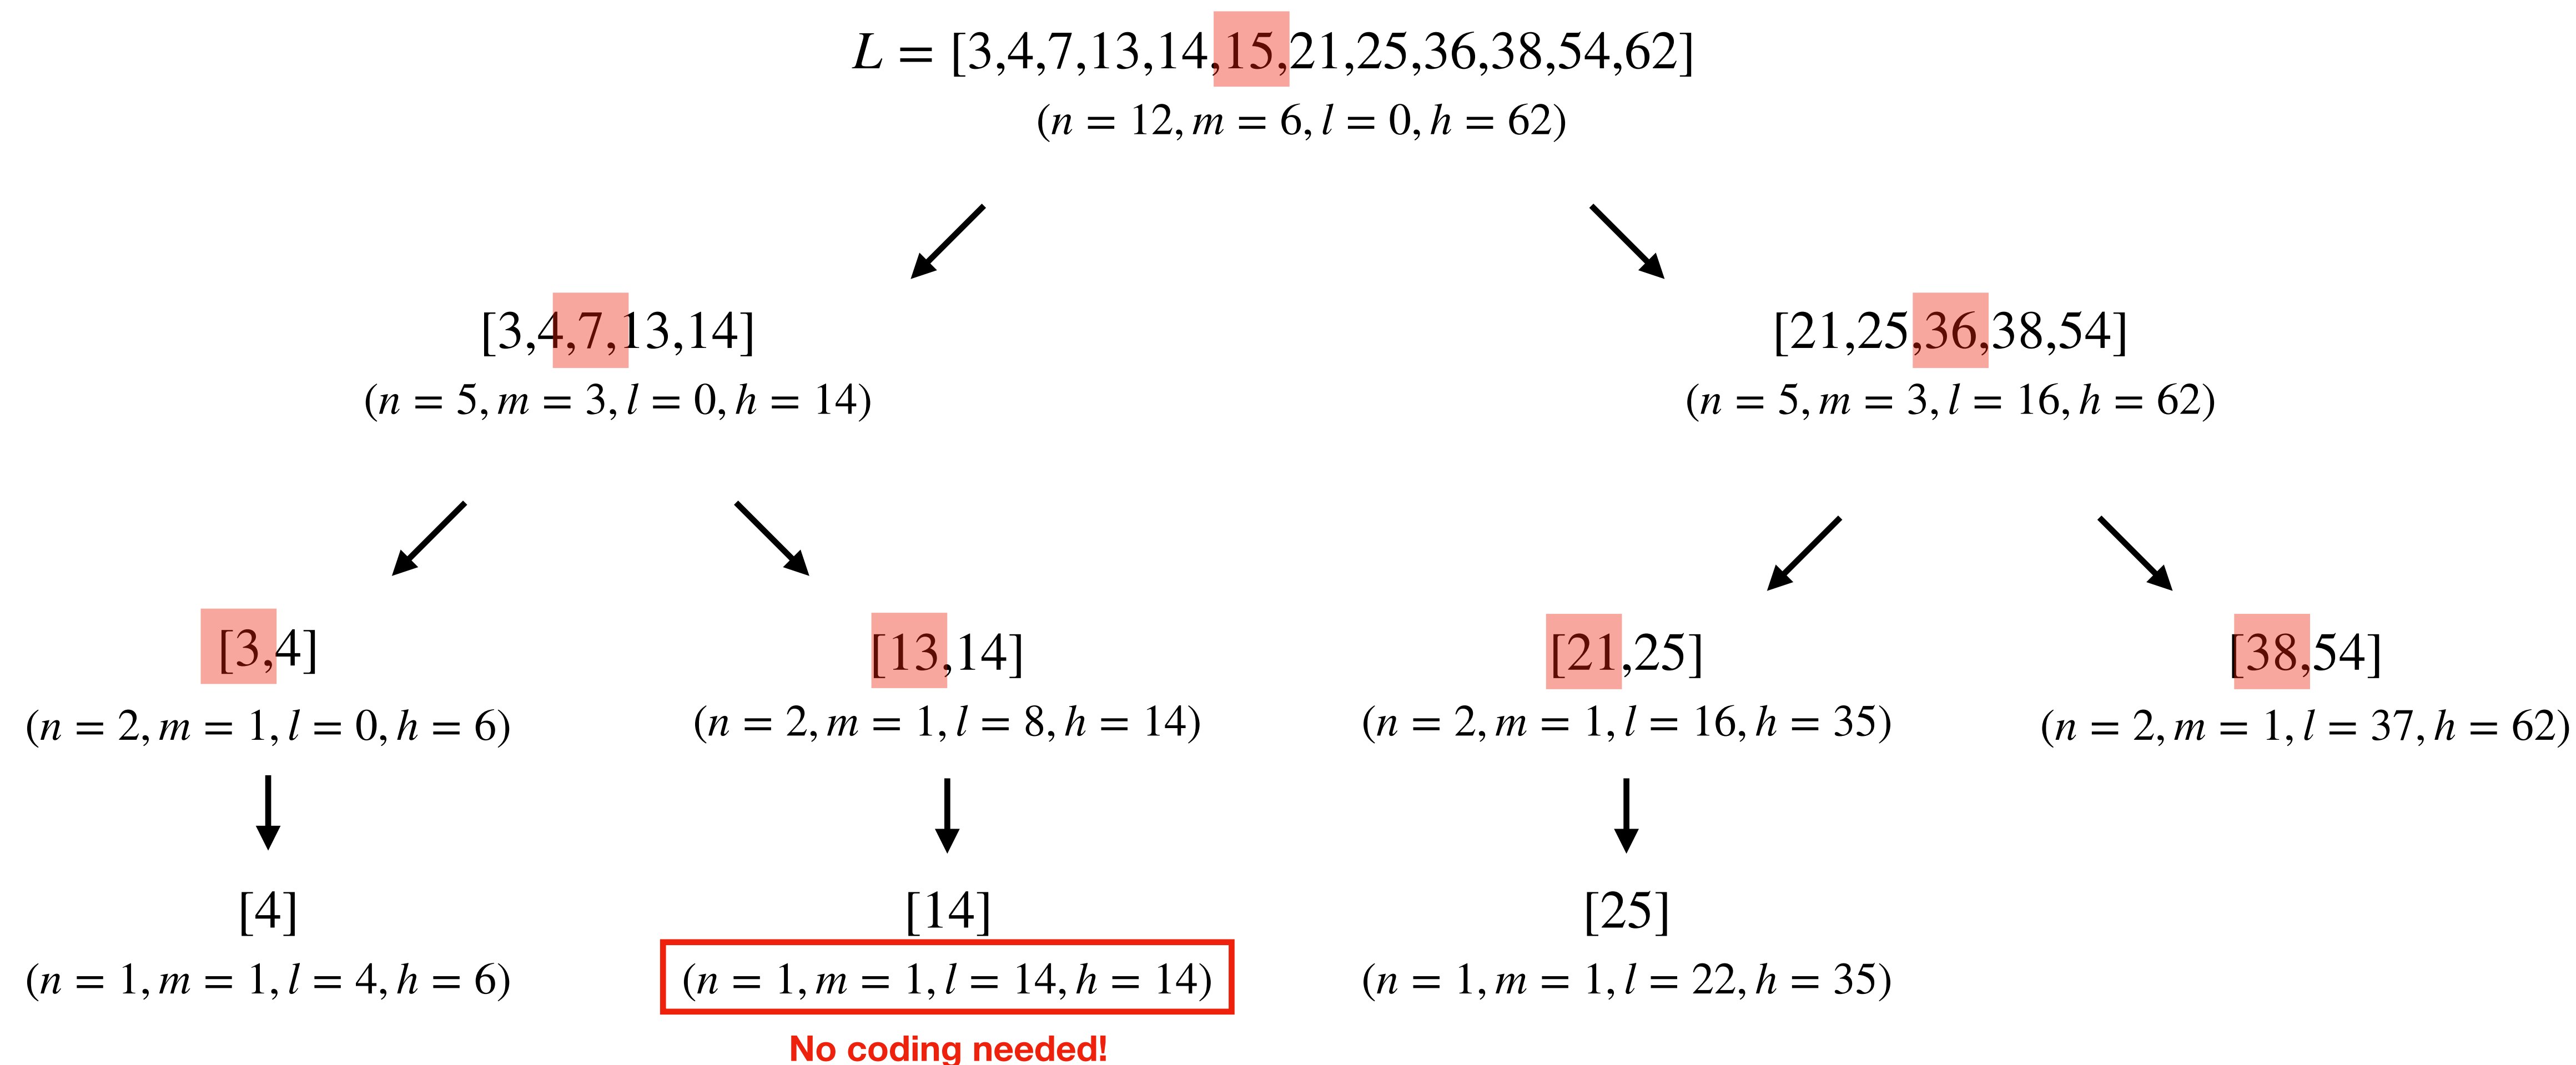 L = [3,4,7,13,14,15,21,25,36,38,54,62]
(n = 12, m = 6, l = 0, h = 62)
[3,4,7,13,14]
[21,25,36,38,54]
(n = 5, m = 3, l = 0, h = 14)
(n = 5, m = 3, l = 16, h = 62)
[3,4]
[13,14]
[21,25]
[38,54]
(n = 2, m = 1, l = 0, h = 6)
(n = 2, m = 1, l = 8, h = 14)
(n = 2, m = 1, l = 16, h = 35)
(n = 2, m = 1, l = 37, h = 62)
[4]
[14]
[25]
(n = 1, m = 1, l = 4, h = 6)
(n = 1, m = 1, l = 14, h = 14)
(n = 1, m = 1, l = 22, h = 35)
No coding needed!